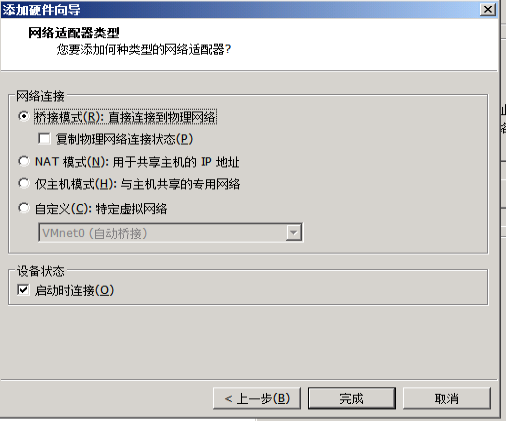 添加硬件向导
网络适配器类型
您要添加何种类型的网络适配器?
网络连接
桥接模式(R): 直接连接到物理网络
复制物理网络连接状态(P)
NAT 模式(N): 用于共享主机的 IP 地址
仅主机模式(H): 与主机共享的专用网络
自定义(C): 特定虚拟网络
VMnet0 (自动桥接)
设备状态
启动时连接(O)
< 上一步(B)
完成
取消